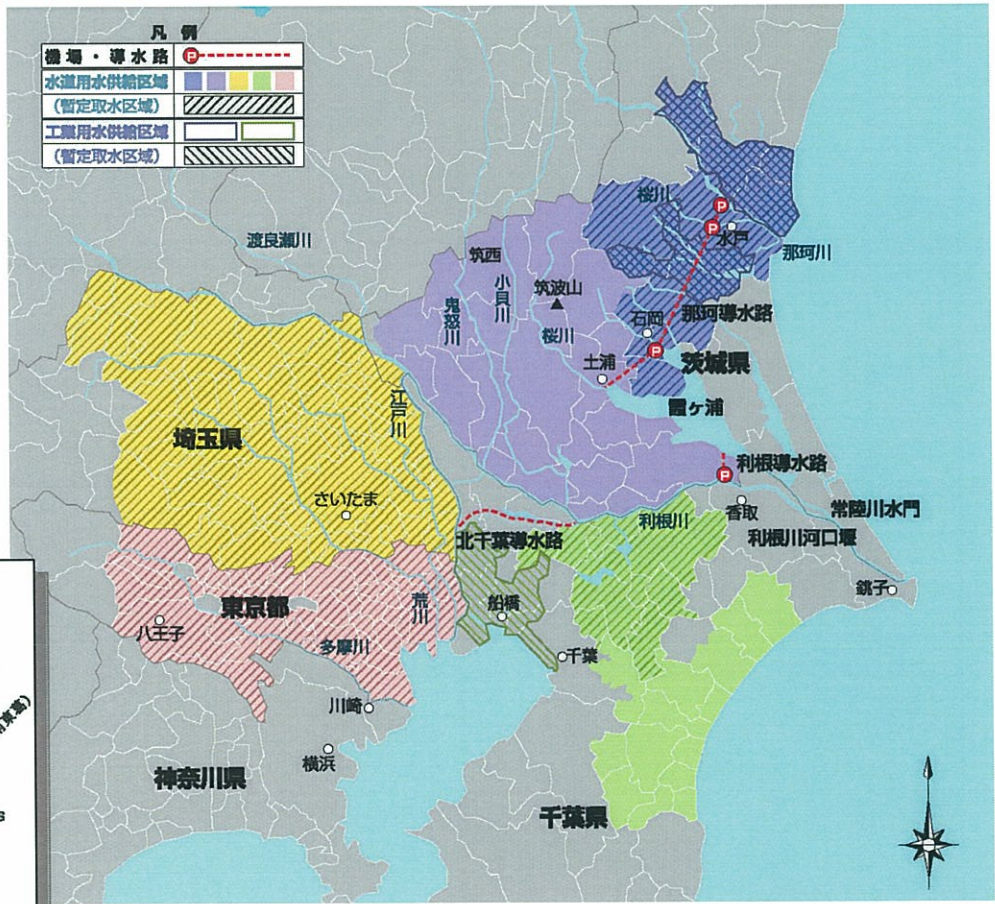 凡例
機場・導水路
P
水道用水供給区域
(暫定取水区域)
工業用水供給区域
(暫定取水区域)
桜川
P
P
水戸
那珂川
渡良瀬川
筑西
小貝川
鬼怒川
筑波山
桜川
石岡
那珂導水路
P
茨城県
土浦
霞ヶ浦
江戸川
埼玉県
さいたま
利根導水路
P
香取
常陸川水門
利根川
利根川河口堰
北千葉導水路
銚子
船橋
荒川
東京都
八王子
多摩川
千葉
川崎
横浜
神奈川県
千葉県